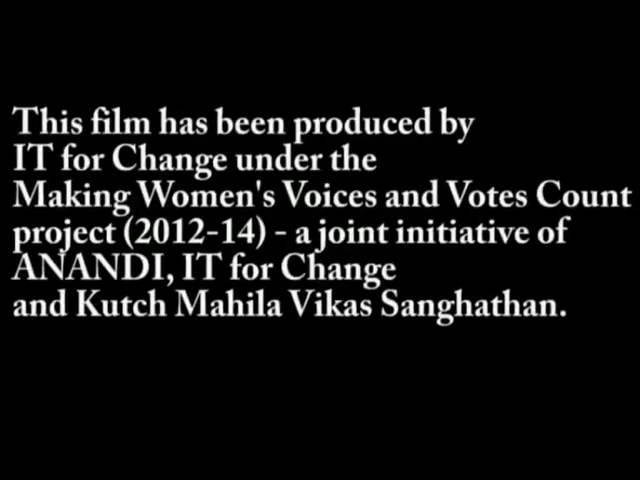 This film has been produced by
IT for Change under the
Making Women's Voices and Votes Count
project (2012-14) - a joint initiative of
ANANDI, IT for Change
and Kutch Mahila Vikas Sanghathan.